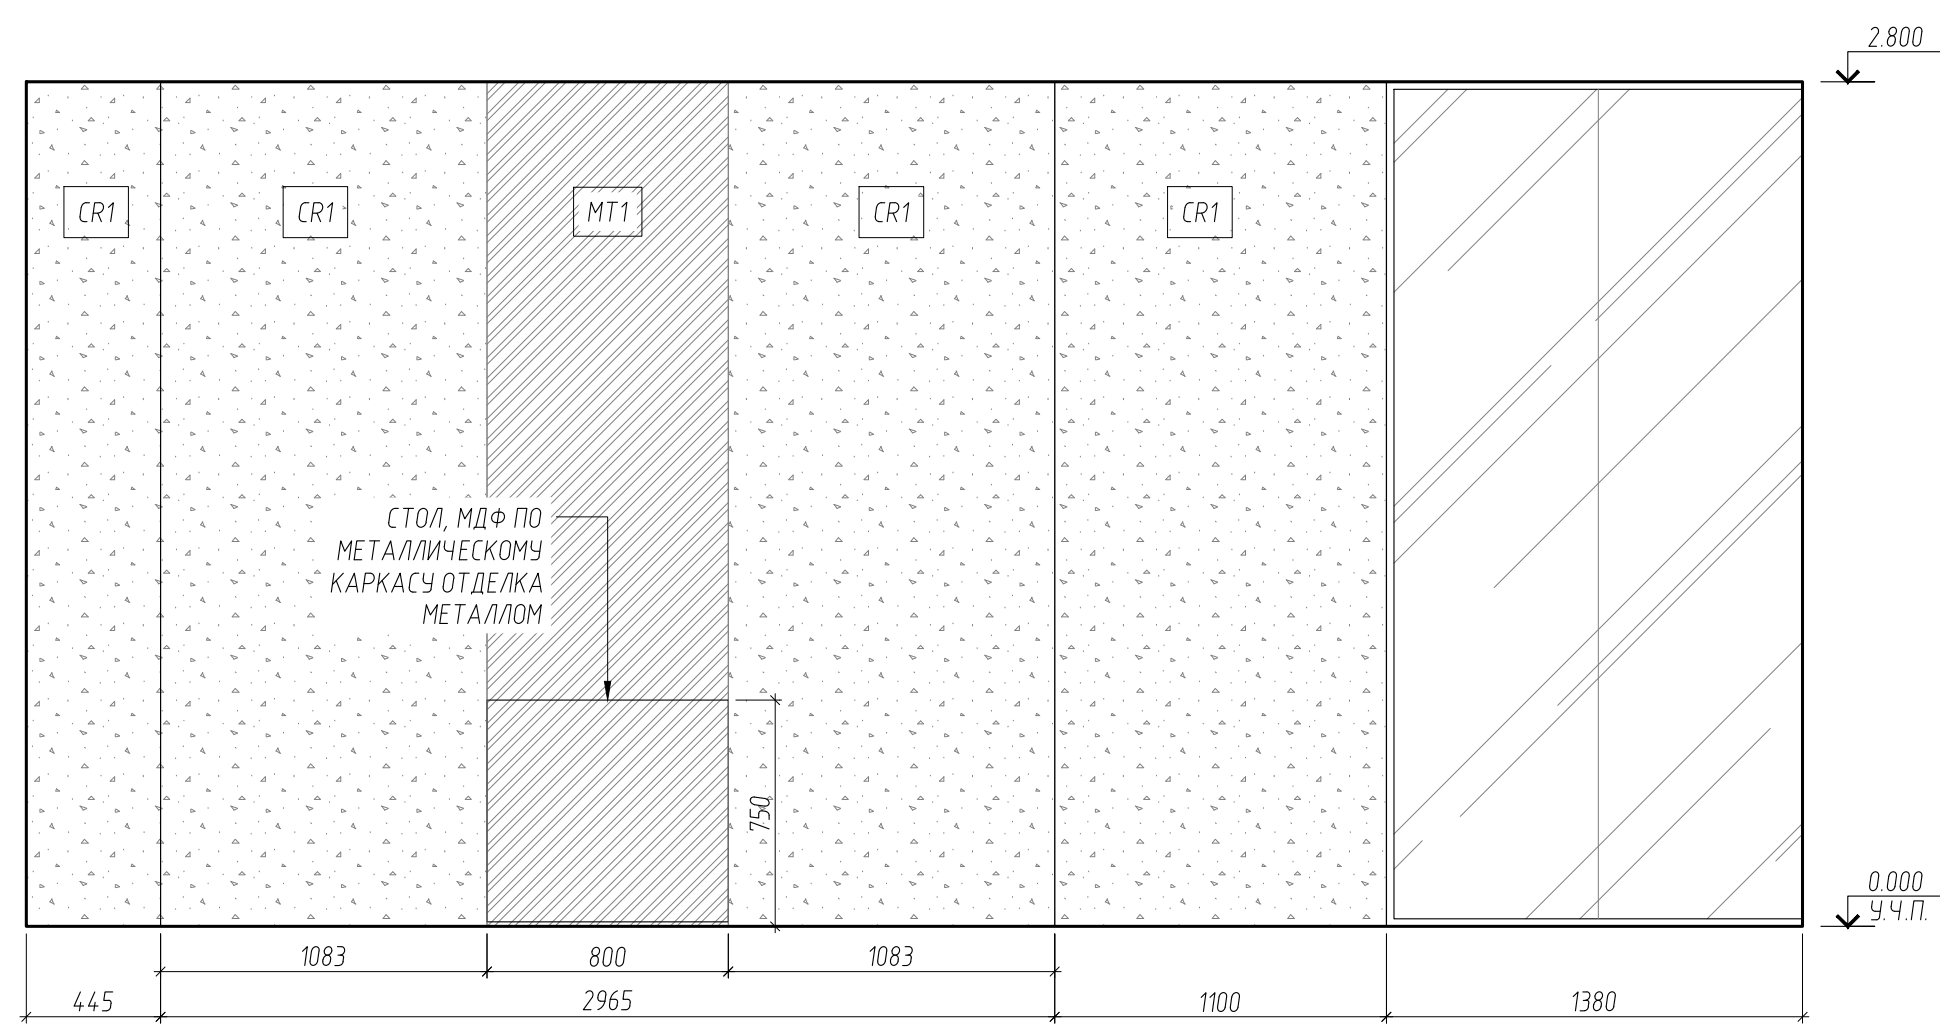 2.800
CR1
CR1
MT1
CR1
CR1
СТОЛ, МДФ ПО
МЕТАЛЛИЧЕСКОМУ
КАРКАСУ ОТДЕЛКА
МЕТАЛЛОМ
750
0.000
У.Ч.П.
1083
800
1083
445
2965
1100
1380